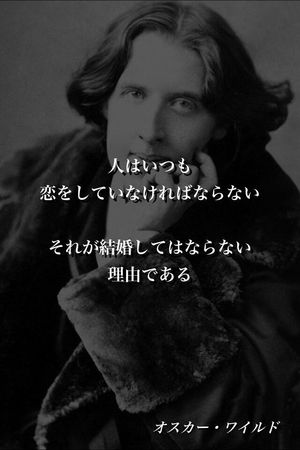 人はいつも
恋をしていなければならない
それが結婚してはならない
理由である
オスカー・ワイルド